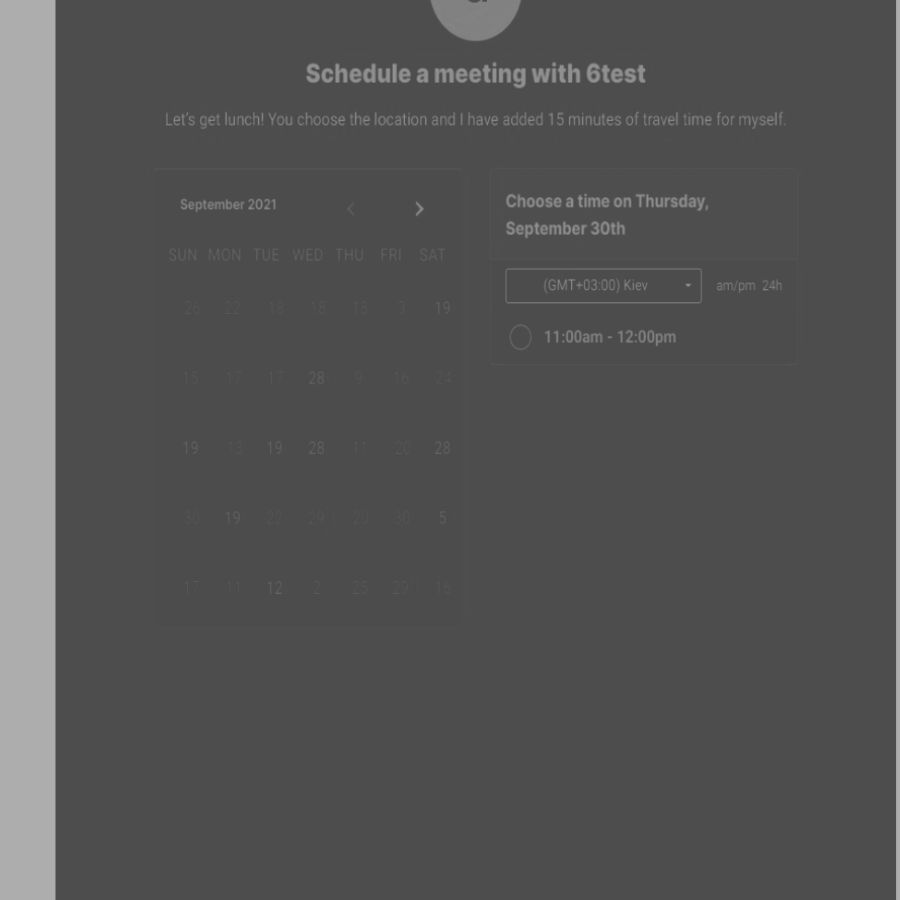 Schedule a meeting with 6test
Let's get lunch! You choose the location and I have added 15 minutes of travel time for myself.
September 2021
SUN MON TUE WED THU FRI SAT
26 22 18 18 18 3 19
15 17 17 28 9 16 24
19 13 19 28 11 20 28
30 19 22 29 23 30 5
17 11 12 2 25 29 16
Choose a time on Thursday,
September 30th
(GMT+03:00) Kiev am/pm 24h
11:00am - 12:00pm